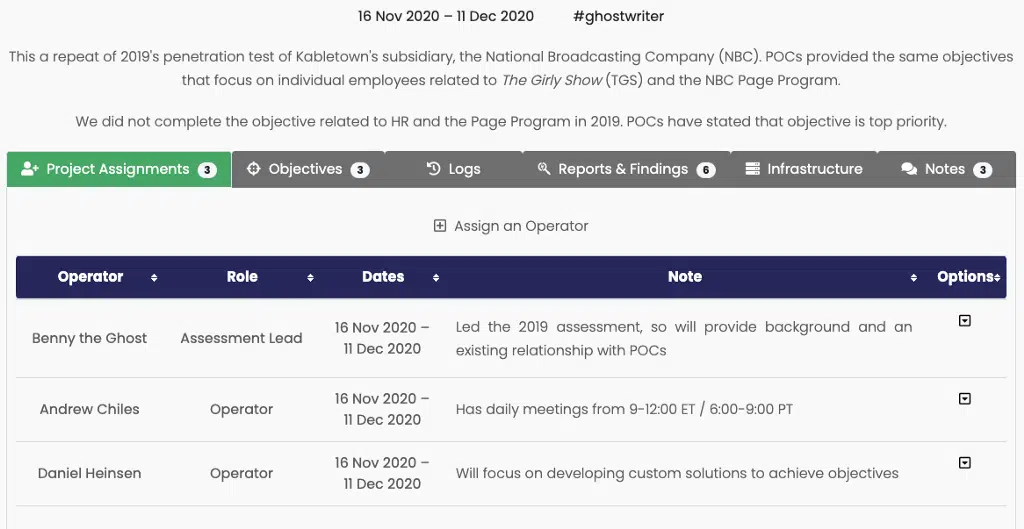 16 Nov 2020 – 11 Dec 2020 #ghostwriter
This a repeat of 2019's penetration test of Kabletown's subsidiary, the National Broadcasting Company (NBC). POCs provided the same objectives
that focus on individual employees related to The Girly Show (TGS) and the NBC Page Program.
We did not complete the objective related to HR and the Page Program in 2019. POCs have stated that objective is top priority.
Project Assignments 3 Objectives 3 Logs Reports & Findings 6 Infrastructure Notes 3
Assign an Operator
Operator Role Dates Note Options
Benny the Ghost Assessment Lead 16 Nov 2020 – Led the 2019 assessment, so will provide background and an
11 Dec 2020 existing relationship with POCs
Andrew Chiles Operator 16 Nov 2020 – Has daily meetings from 9-12:00 ET / 6:00-9:00 PT
11 Dec 2020
Daniel Heinsen Operator 16 Nov 2020 – Will focus on developing custom solutions to achieve objectives
11 Dec 2020